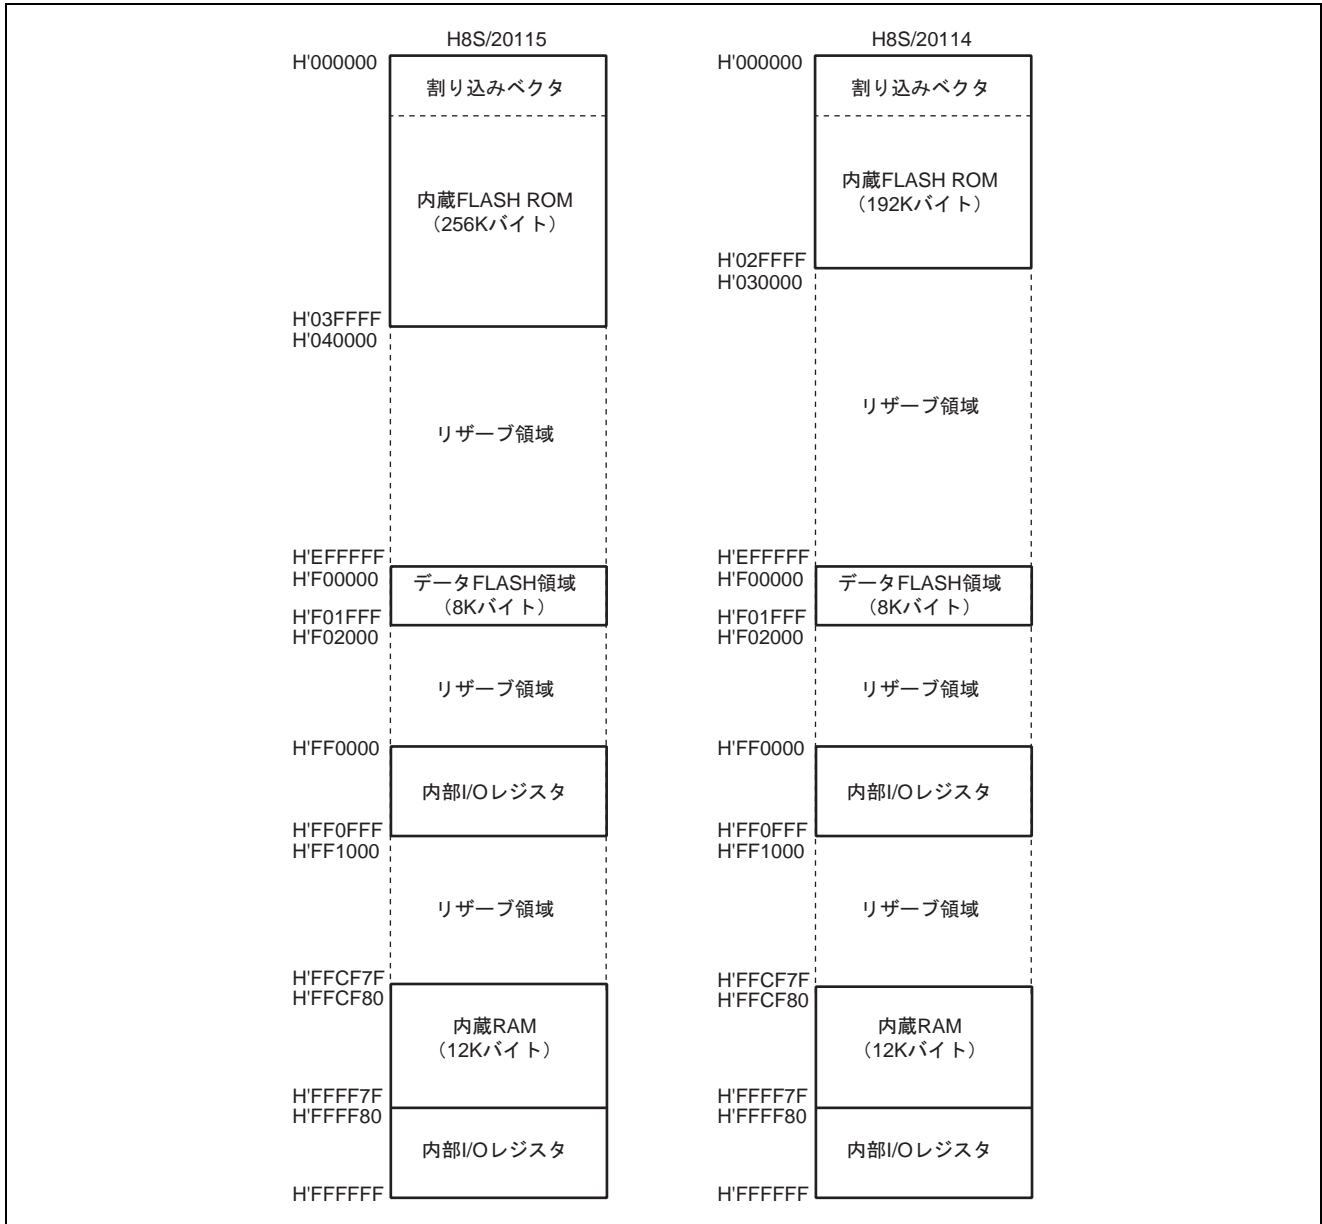 H8S/20115
H'000000
割り込みベクタ
内蔵FLASH ROM
（256Kバイト）
H'03FFFF
H'040000
リザーブ領域
H'EFFFFF
H'F00000
データFLASH領域
（8Kバイト）
H'F01FFF
H'F02000
リザーブ領域
H'FF0000
内部I/Oレジスタ
H'FF0FFF
H'FF1000
リザーブ領域
H'FFCF7F
H'FFCF80
内蔵RAM
（12Kバイト）
H'FFFF7F
H'FFFF80
内部I/Oレジスタ
H'FFFFFF
H8S/20114
H'000000
割り込みベクタ
内蔵FLASH ROM
（192Kバイト）
H'02FFFF
H'030000
リザーブ領域
H'EFFFFF
H'F00000
データFLASH領域
（8Kバイト）
H'F01FFF
H'F02000
リザーブ領域
H'FF0000
内部I/Oレジスタ
H'FF0FFF
H'FF1000
リザーブ領域
H'FFCF7F
H'FFCF80
内蔵RAM
（12Kバイト）
H'FFFF7F
H'FFFF80
内部I/Oレジスタ
H'FFFFFF